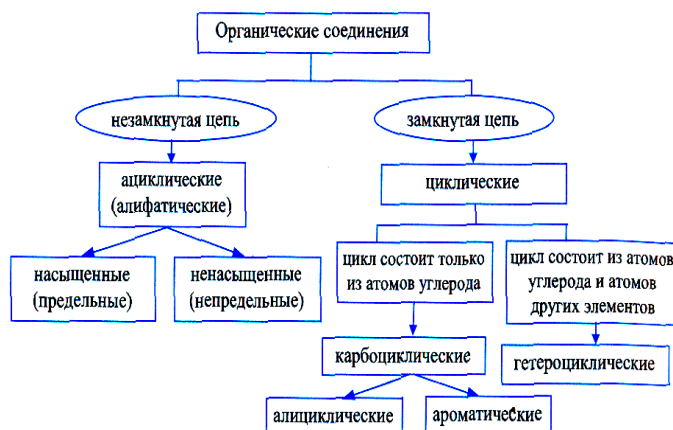 Органические соединения
незамкнутая цепь
замкнутая цепь
ациклические
(алифатические)
циклические
насыщенные
(предельные)
ненасыщенные
(непредельные)
цикл состоит только
из атомов углерода
цикл состоит из атомов
углерода и атомов
других элементов
карбоциклические
гетероциклические
алициклические
ароматические